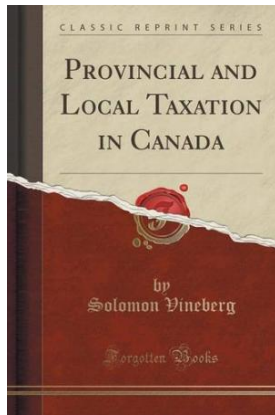 CLASSIC REPRINT SERIES
PROVINCIAL AND
LOCAL TAXATION
IN CANADA
by
Solomon Vineberg
Forgotten Books